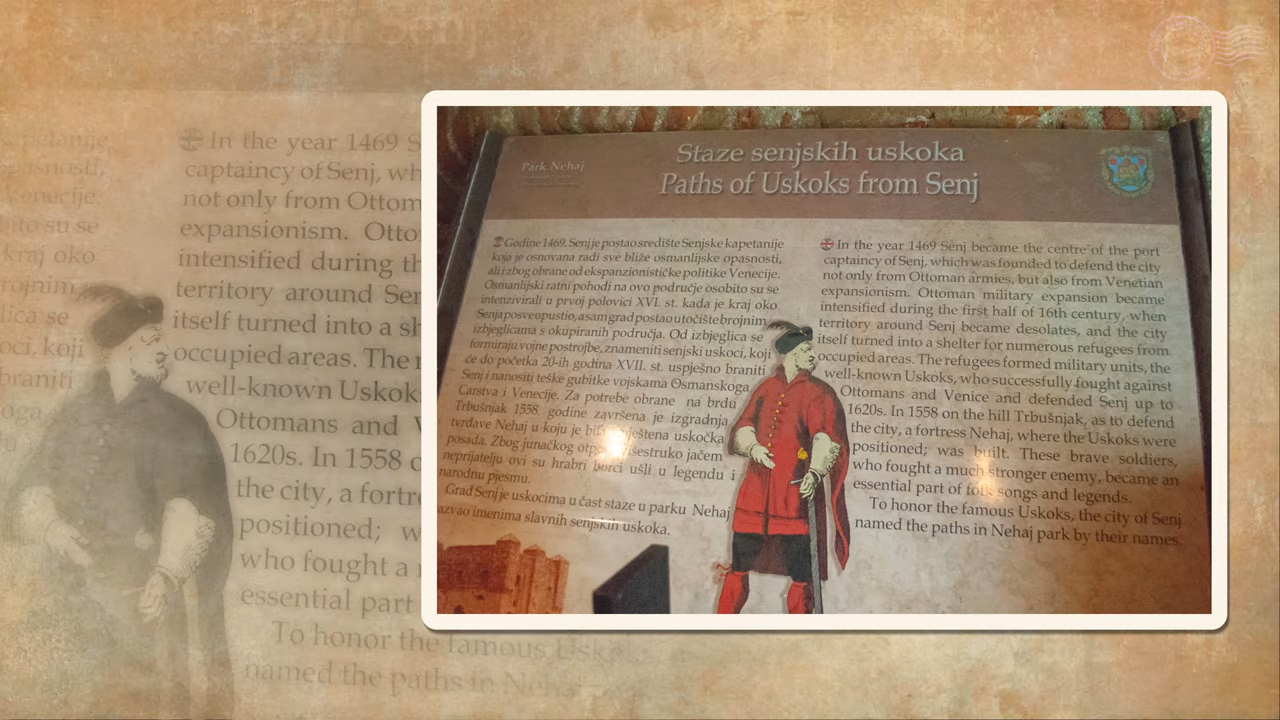 Park Nehaj
Staze senjskih uskoka
Paths of Uskoks from Senj
Godine 1469. Senj je postao središte Senjske kapetanije
koja je osnovana radi sve bliže osmanlijske opasnosti,
ali i zbog obrane od ekspanzionističke politike Venecije.
Osmanlijski ratni pohodi na ovo područje osobito su se
intenzivirali u prvoj polovici XVI. st. kada je kraj oko
Senja posve opustio, a sam grad postao utočište brojnim
izbjeglicama s okupiranih područja. Od izbjeglica se
formiraju vojne postrojbe, znameniti senjski uskoci, koji
će do početka 20-ih godina XVII. st. uspješno braniti
Senj i nanositi teške gubitke vojskama Osmanskoga
Carstva i Venecije. Za potrebe obrane na brdu
Trbušnjak 1558. godine završena je izgradnja
tvrđave Nehaj u koju je uskočka
posada. Zbog junačkog jačem
neprijatelju ovi su hrabri borci ušli u legendu i
narodnu pjesmu.
Grad Senj je uskocima u čast staze u parku Nehaj
azvao imenima slavnih senjskih uskoka.
In the year 1469 Senj became the centre of the port
captaincy of Senj, which was founded to defend the city
not only from Ottoman armies, but also from Venetian
expansionism. Ottoman military expansion became
intensified during the first half of 16th century, when
territory around Senj became desolates, and the city
itself turned into a shelter for numerous refugees from
occupied areas. The refugees formed military units, the
well-known Uskoks, who successfully fought against
Ottomans and Venice and defended Senj up to
1620s. In 1558 on the hill Trbušnjak, as to defend
the city, a fortress Nehaj, where the Uskoks were
positioned; was built. These brave soldiers,
who fought a much stronger enemy, became an
essential part of folk songs and legends.
To honor the famous Uskoks, the city of Senj
named the paths in Nehaj park by their names.